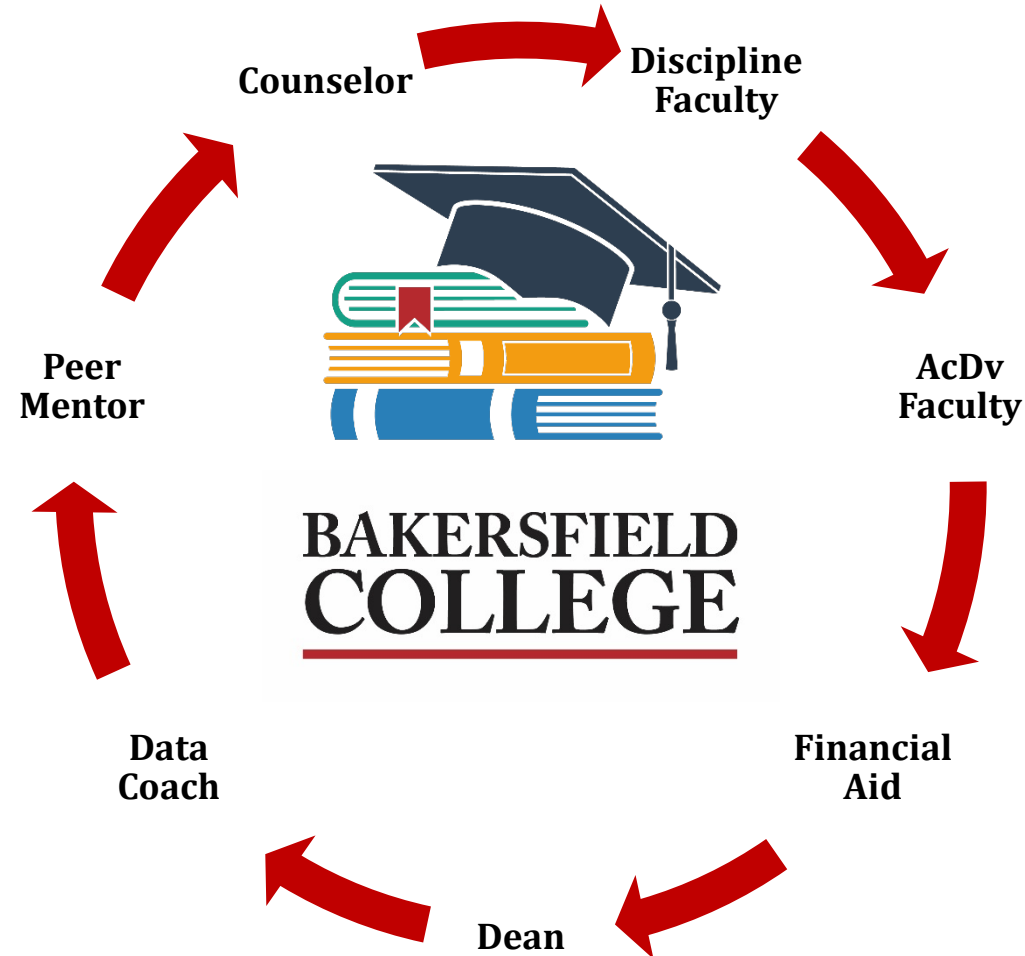 Counselor
Discipline
Faculty
AcDv
Faculty
Financial
Aid
Dean
Data
Coach
Peer
Mentor
BAKERSFIELD
COLLEGE